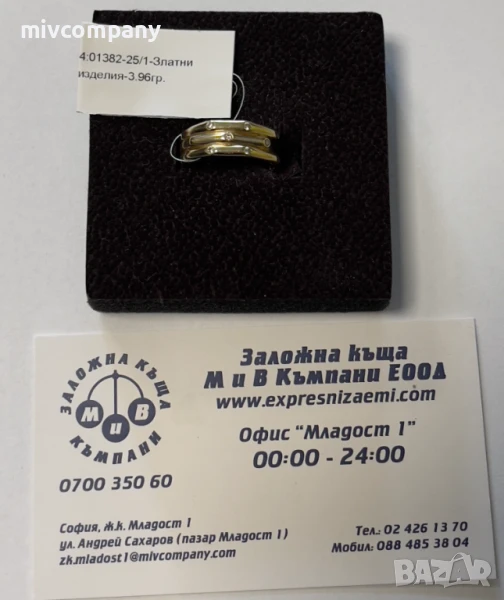 mivcompany
4:01382-25/1-Златни
изделия-3.96гр.
ЗАЛОЖНА КЪЩА
М и В
КЪМПАНИ
0700 350 60
Заложна къща
М и В Къмпани ЕООД
www.expresnizaemi.com
Офис "Младост 1"
00:00 - 24:00
София, ж.к. Младост 1
ул. Андрей Сахаров (пазар Младост 1)
zk.mladost1@mivcompany.com
Тел.: 02 426 13 70
Мобил.: 088 485 38 04
BAZAR
mivcompany